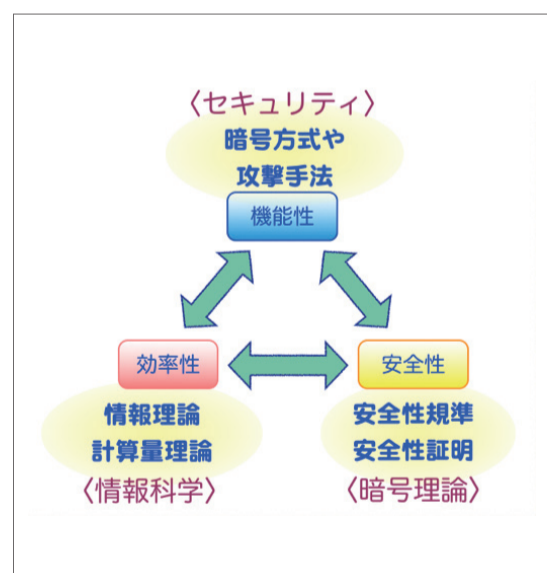 〈セキュリティ〉
暗号方式や
攻撃手法
機能性
効率性
安全性
情報理論
計算量理論
〈情報科学〉
安全性規準
安全性証明
〈暗号理論〉